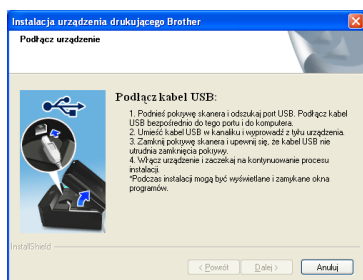 Instalacja urządzenia drukującego Brother
Podłącz urządzenie
Podłącz kabel USB:
1. Podnieś pokrywę skanera i odszukaj port USB. Podłącz kabel
USB bezpośrednio do tego portu i do komputera.
2. Umieść kabel USB w kanaliku i wyprowadź z tyłu urządzenia.
3. Zamknij pokrywę skanera i upewnij się, że kabel USB nie
utrudnia zamknięcia pokrywy.
4. Włącz urządzenie i zaczekaj na kontynuowanie procesu
instalacji.
*Podczas instalacji mogą być wyświetlane i zamykane okna
programów.
InstallShield
< Powrót
Dalej >
Anuluj